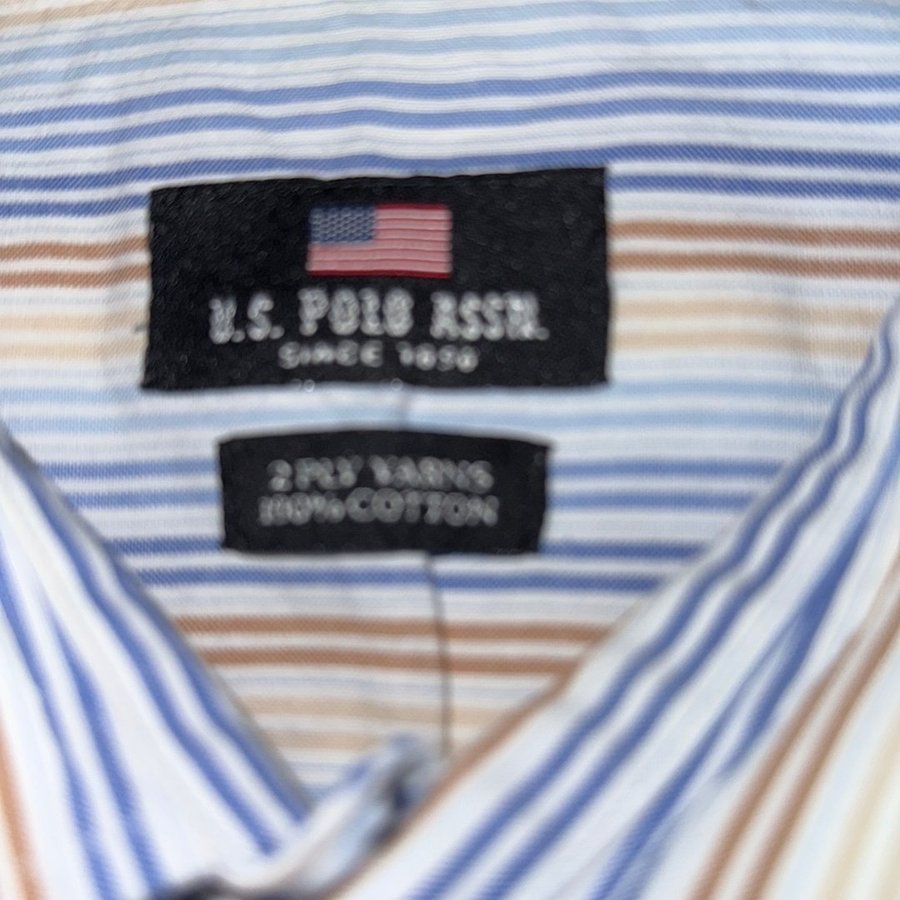 U.S. POLO ASSN.
SINCE 1890
2 PLY YARNS
100% COTTON